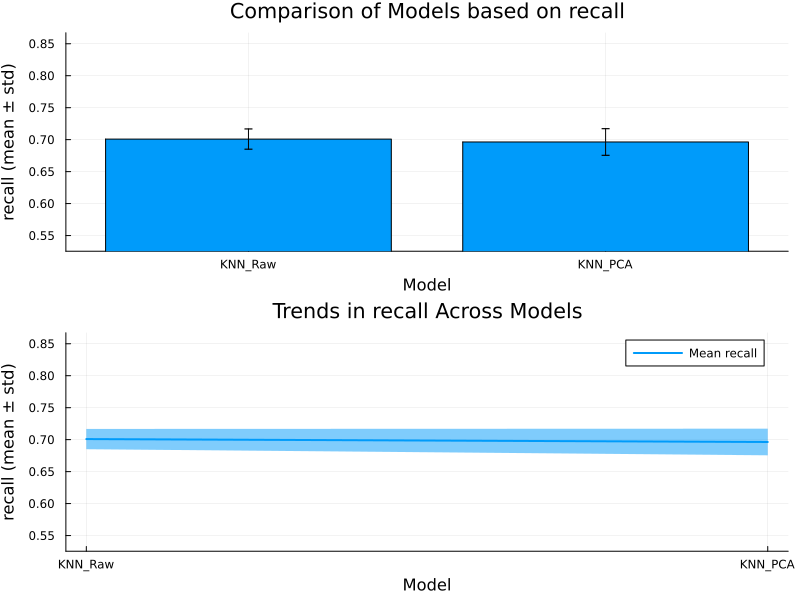 Comparison of Models based on recall
recall (mean ± std)
0.85
0.80
0.75
0.70
0.65
0.60
0.55
KNN_Raw
KNN_PCA
Model
Trends in recall Across Models
recall (mean ± std)
0.85
0.80
0.75
0.70
0.65
0.60
0.55
Mean recall
KNN_Raw
KNN_PCA
Model